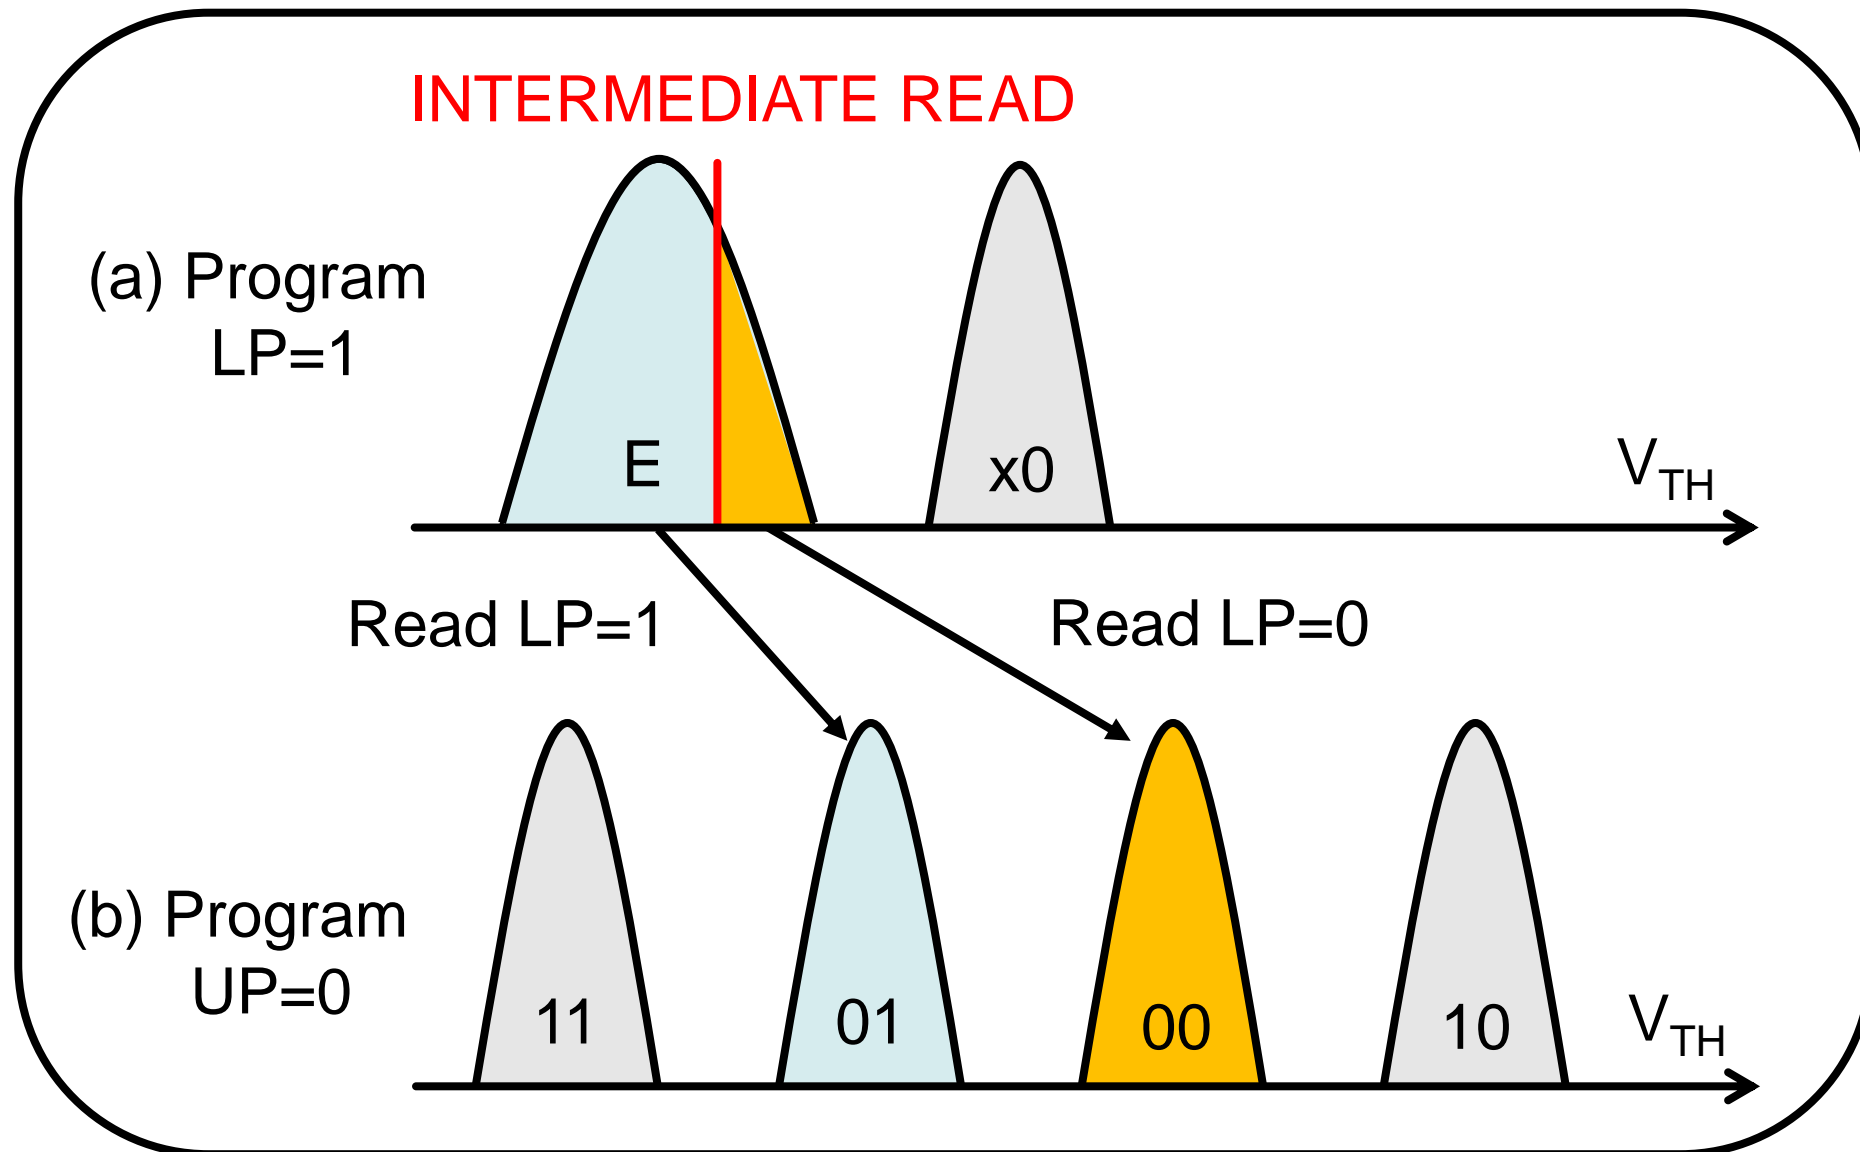 INTERMEDIATE READ
(a) Program
LP=1
E
x0
VTH
Read LP=1
Read LP=0
(b) Program
UP=0
11
01
00
10
VTH